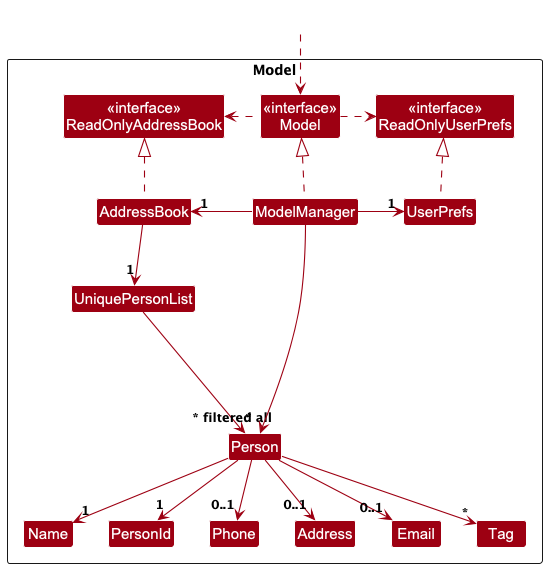 Model
«interface»
ReadOnlyAddressBook
«interface»
Model
«interface»
ReadOnlyUserPrefs
AddressBook
1
ModelManager
1
UserPrefs
1
UniquePersonList
* filtered
all
Person
1
1
0..1
0..1
0..1
*
Name
PersonId
Phone
Address
Email
Tag